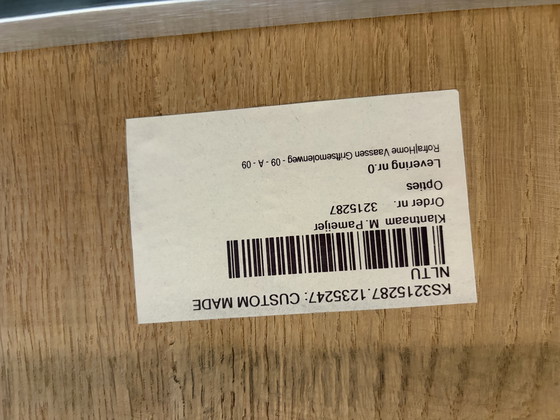 KS3215287.1235247: CUSTOM MADE
NLTU
Klantnaam M. Pameijer
Order nr. 3215287
Opties
Levering nr.0
Rofra|Home Vaassen Griftsemolenweg - 09 - A - 09